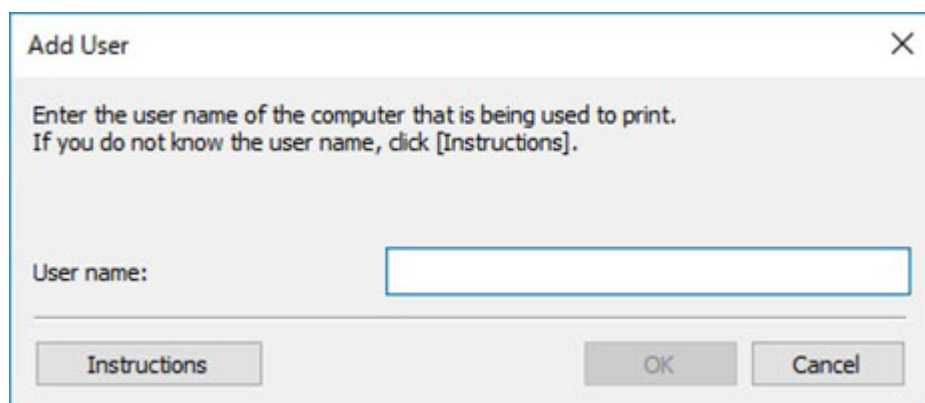 Add User
Enter the user name of the computer that is being used to print.
If you do not know the user name, click [Instructions].
User name:
Instructions
OK
Cancel